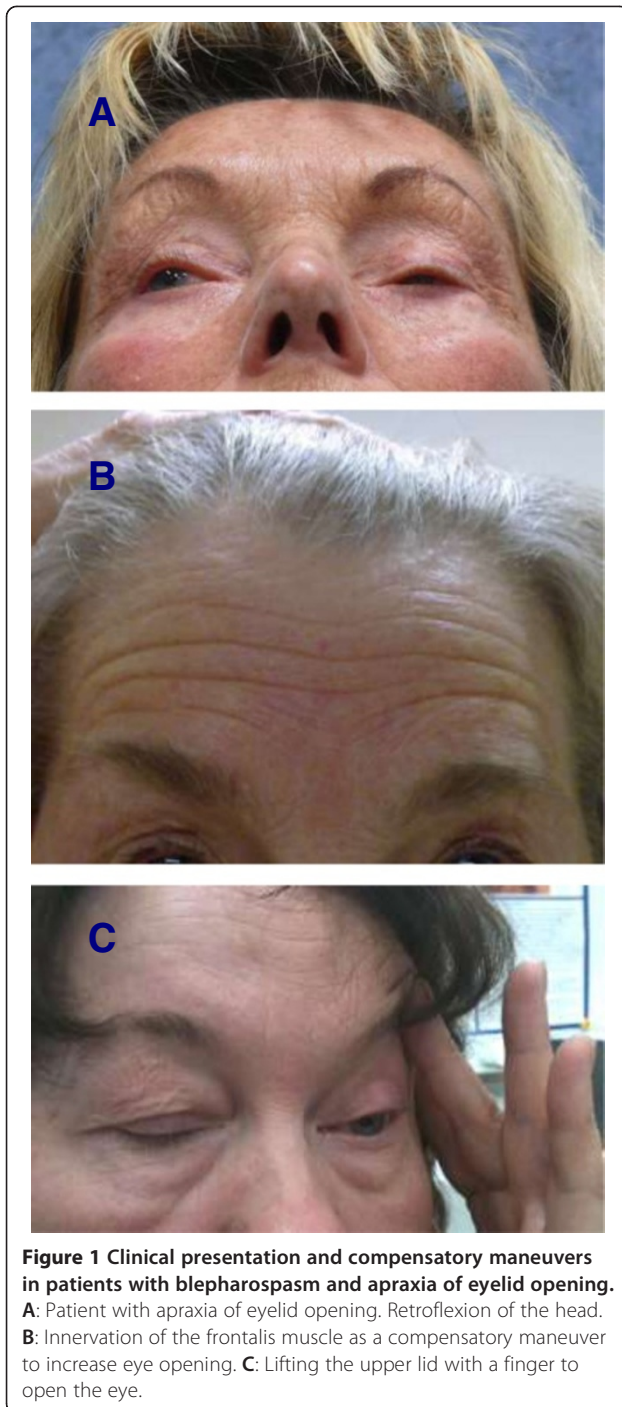 A
B
C
Figure 1 Clinical presentation and compensatory maneuvers
in patients with blepharospasm and apraxia of eyelid opening.
A: Patient with apraxia of eyelid opening. Retroflexion of the head.
B: Innervation of the frontalis muscle as a compensatory maneuver
to increase eye opening. C: Lifting the upper lid with a finger to
open the eye.